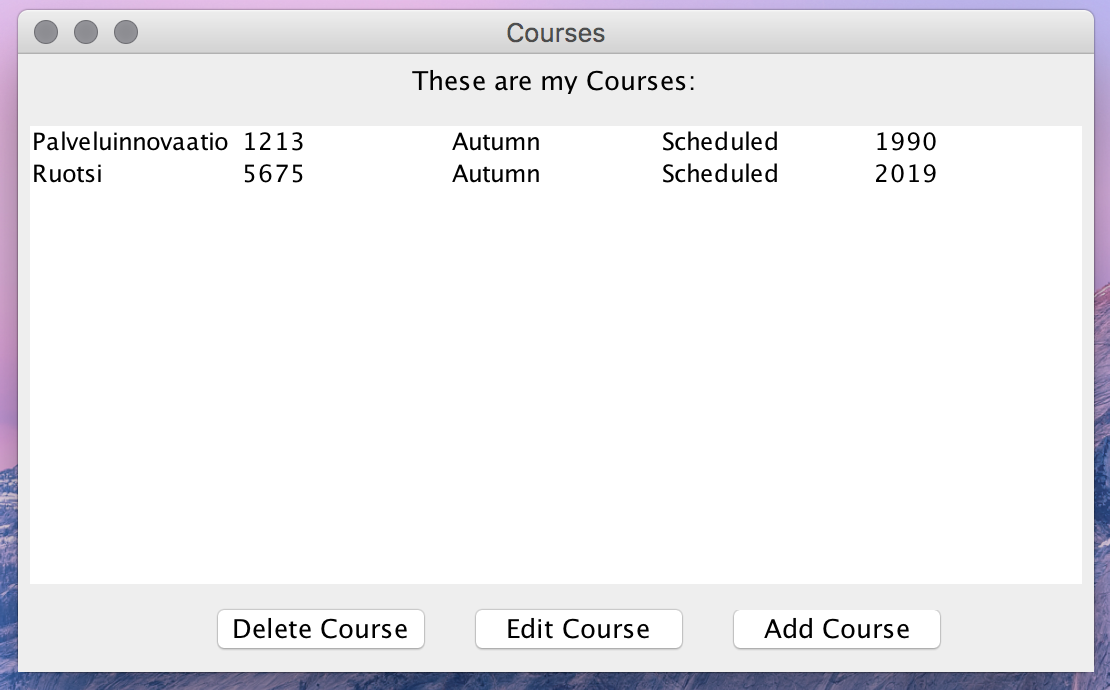 Courses
These are my Courses:
Palveluinnovaatio 1213 Autumn Scheduled 1990
Ruotsi 5675 Autumn Scheduled 2019
Delete Course Edit Course Add Course